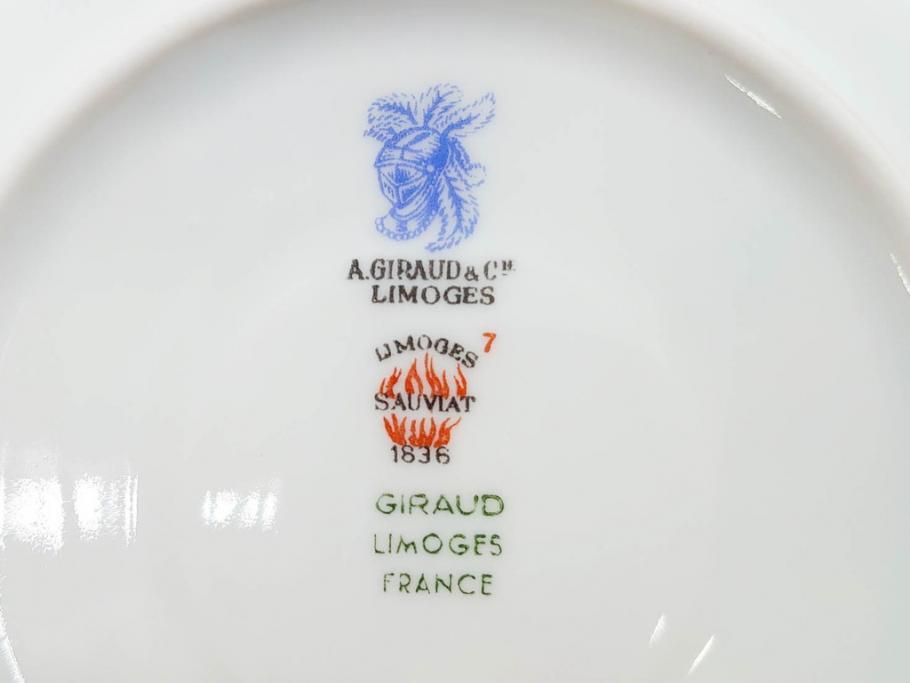 A.GIRAUD & CIE
LIMOGES
LIMOGES 7
SAUVIAT
1836
GIRAUD
LIMOGES
FRANCE